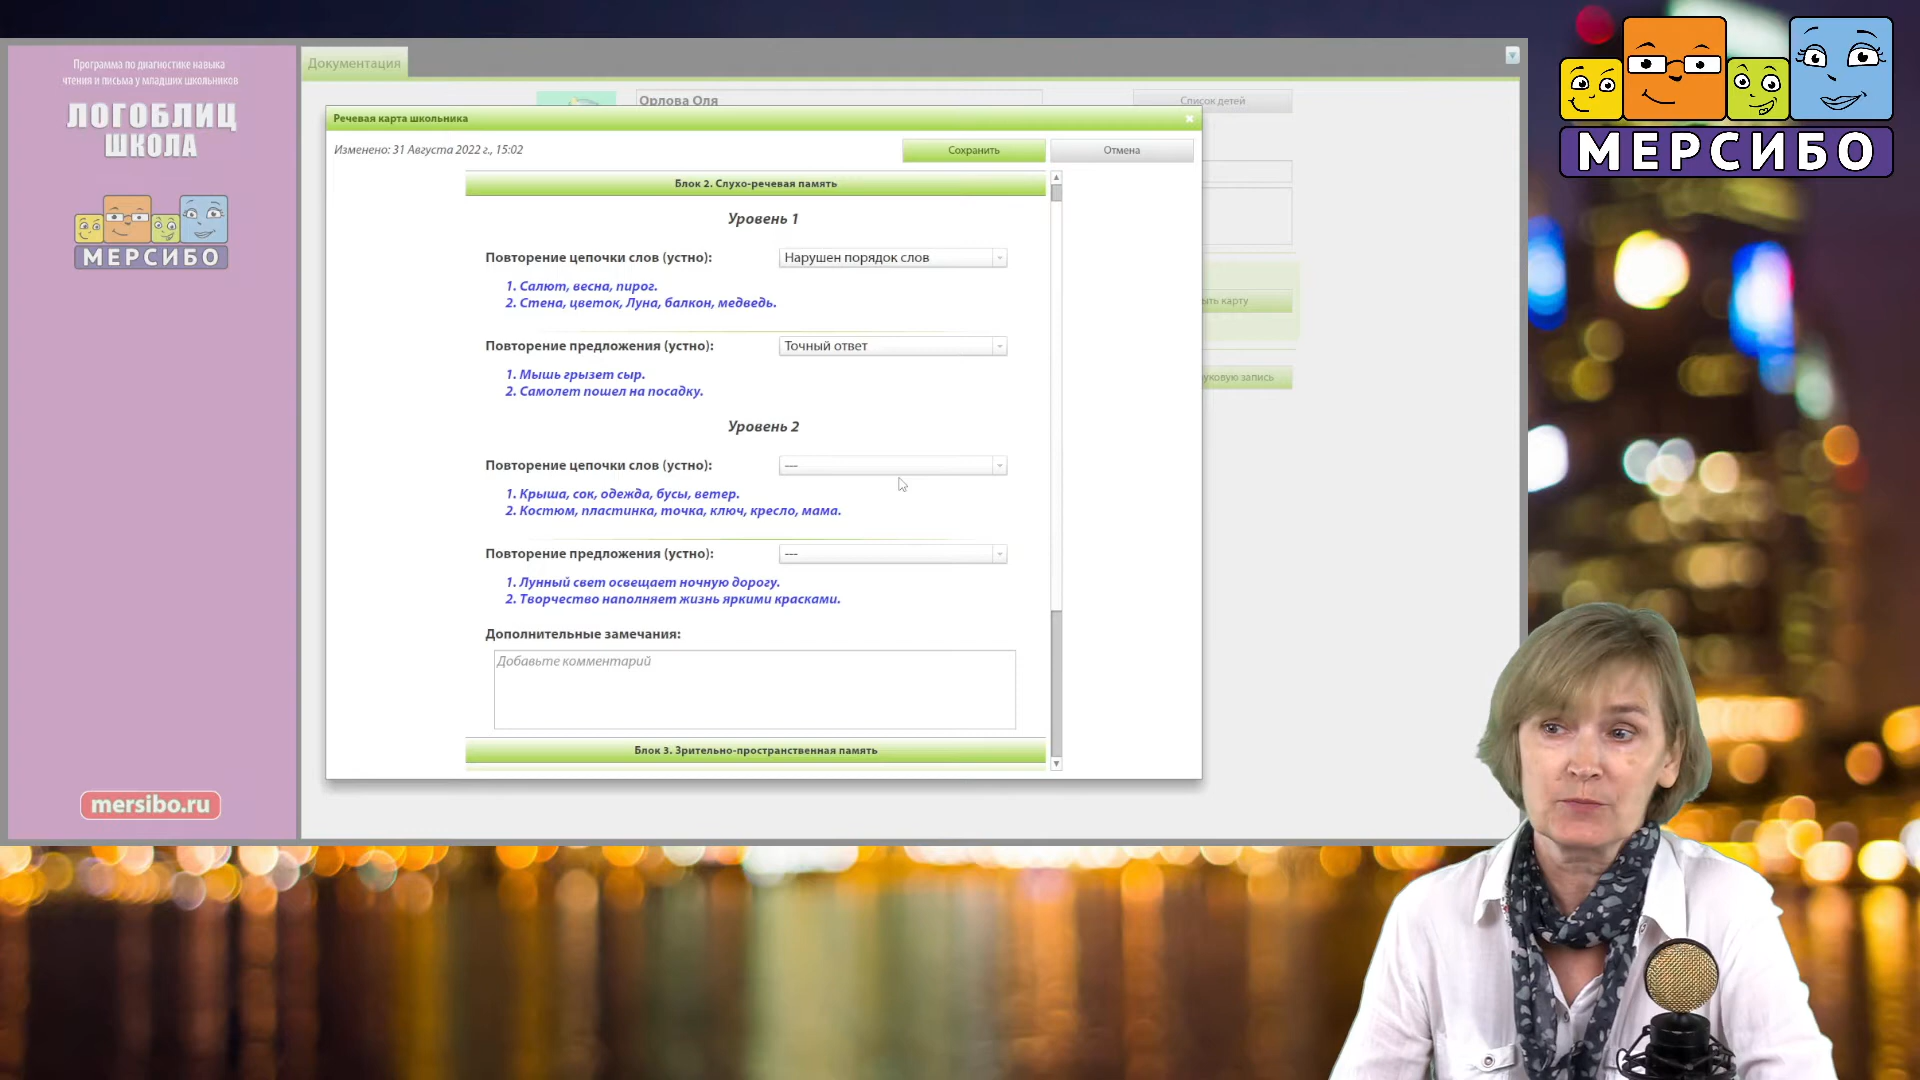 Программа по диагностике навыка
чтения и письма у младших школьников
ЛОГОБЛИЦ
ШКОЛА
МЕРСИБО
mersibo.ru
Документация
Орлова Оля
Список детей
Речевая карта школьника
Изменено: 31 Августа 2022 г., 15:02
Сохранить
Отмена
Блок 2. Слухо-речевая память
Уровень 1
Повторение цепочки слов (устно):
Нарушен порядок слов
1. Салют, весна, пирог.
2. Стена, цветок, Луна, балкон, медведь.
Повторение предложения (устно):
Точный ответ
1. Мышь грызет сыр.
2. Самолет пошел на посадку.
Уровень 2
Повторение цепочки слов (устно):
---
1. Крыша, сок, одежда, бусы, ветер.
2. Костюм, пластинка, точка, ключ, кресло, мама.
Повторение предложения (устно):
---
1. Лунный свет освещает ночную дорогу.
2. Творчество наполняет жизнь яркими красками.
Дополнительные замечания:
Добавьте комментарий
Блок 3. Зрительно-пространственная память
карту
запись
МЕРСИБО